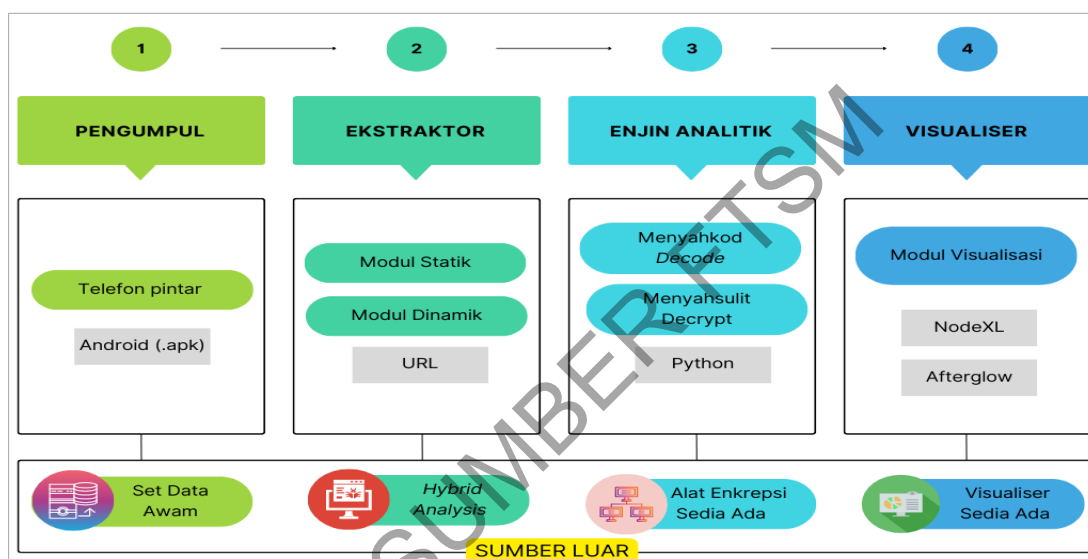 1
2
3
4
PENGUMPUL
EKSTRAKTOR
ENJIN ANALITIK
VISUALISER
Telefon pintar
Android (.apk)
Modul Statik
Modul Dinamik
URL
Menyahkod
Decode
Menyahsulit
Decrypt
Python
Modul Visualisasi
NodeXL
Afterglow
Set Data
Awam
Hybrid
Analysis
Alat Enkrepsi
Sedia Ada
Visualiser
Sedia Ada
SUMBER LUAR
SUMBER FTSM